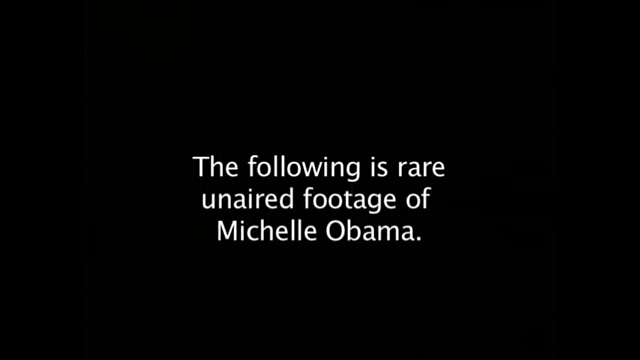 The following is rare
unaired footage of
Michelle Obama.